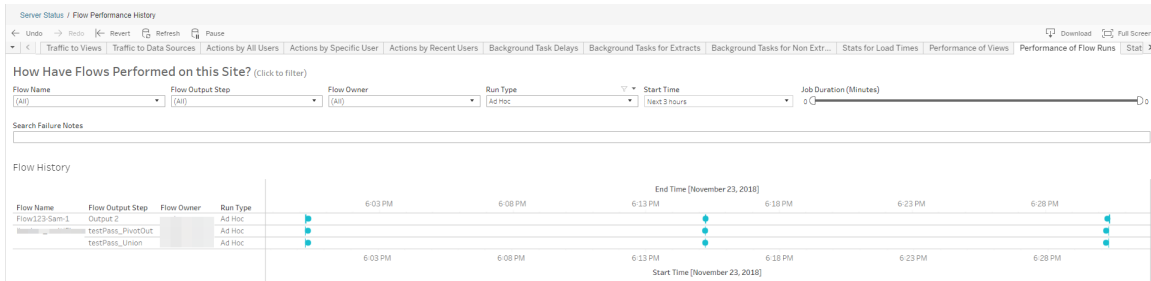 Server Status / Flow Performance History
← Undo → Redo Revert Refresh Pause Download Full Screen
Traffic to Views Traffic to Data Sources Actions by All Users Actions by Specific User Actions by Recent Users Background Task Delays Background Tasks for Extracts Background Tasks for Non Extr... Stats for Load Times Performance of Views Performance of Flow Runs Stat
How Have Flows Performed on this Site? (Click to filter)
Flow Name Flow Output Step Flow Owner Run Type Start Time Job Duration (Minutes)
(All) (All) (All) Ad Hoc Next 3 hours 0 0
Search Failure Notes
Flow History
End Time [November 23, 2018]
6:03 PM 6:08 PM 6:13 PM 6:18 PM 6:23 PM 6:28 PM
Flow Name Flow Output Step Flow Owner Run Type
Flow123-Sam-1 Output 2 Ad Hoc
testPass_PivotOut Ad Hoc
testPass_Union Ad Hoc
6:03 PM 6:08 PM 6:13 PM 6:18 PM 6:23 PM 6:28 PM
Start Time [November 23, 2018]